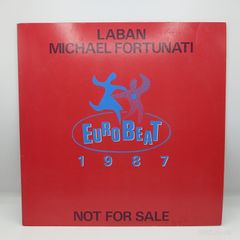 LABAN
MICHAEL FORTUNATI
EUROBEAT
1987
NOT FOR SALE